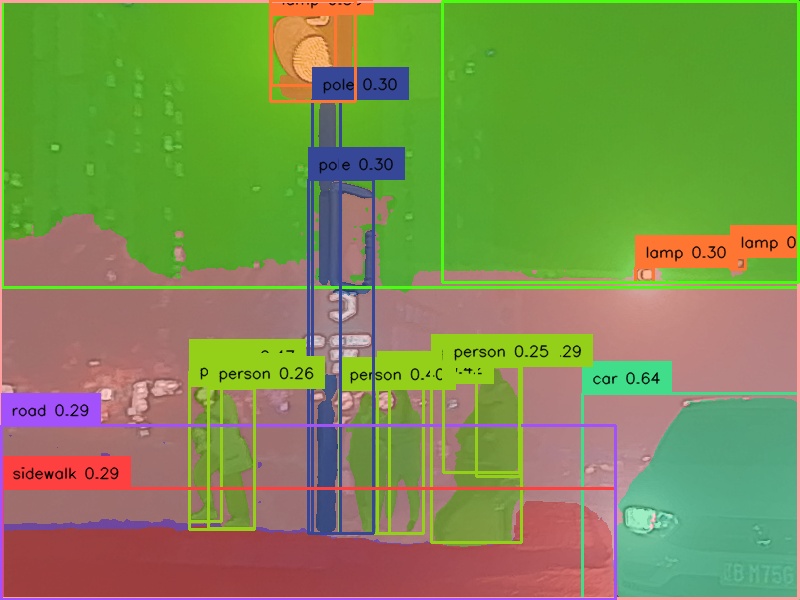 pole 0.30
pole 0.30
lamp 0.30
lamp 0
person 0.25
.29
person 0.26
person 0.40
car 0.64
road 0.29
sidewalk 0.29